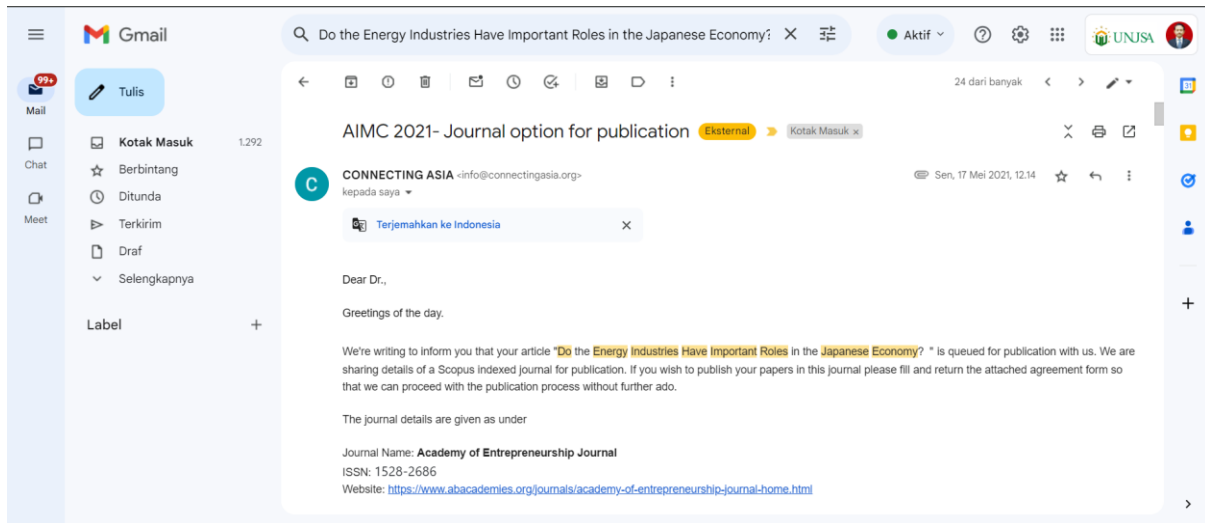 Gmail
Do the Energy Industries Have Important Roles in the Japanese Economy?
Aktif
UNUSA
99+
Mail
Chat
Meet
Tulis
Kotak Masuk 1.292
Berbintang
Ditunda
Terkirim
Draf
Selengkapnya
Label
24 dari banyak
31
AIMC 2021- Journal option for publication Eksternal Kotak Masuk x
C
CONNECTING ASIA <info@connectingasia.org> Sen, 17 Mei 2021, 12.14
kepada saya
Terjemahkan ke Indonesia
Dear Dr.,
Greetings of the day.
We're writing to inform you that your article "Do the Energy Industries Have Important Roles in the Japanese Economy? " is queued for publication with us. We are
sharing details of a Scopus indexed journal for publication. If you wish to publish your papers in this journal please fill and return the attached agreement form so
that we can proceed with the publication process without further ado.
The journal details are given as under
Journal Name: Academy of Entrepreneurship Journal
ISSN: 1528-2686
Website: https://www.abacademies.org/journals/academy-of-entrepreneurship-journal-home.html